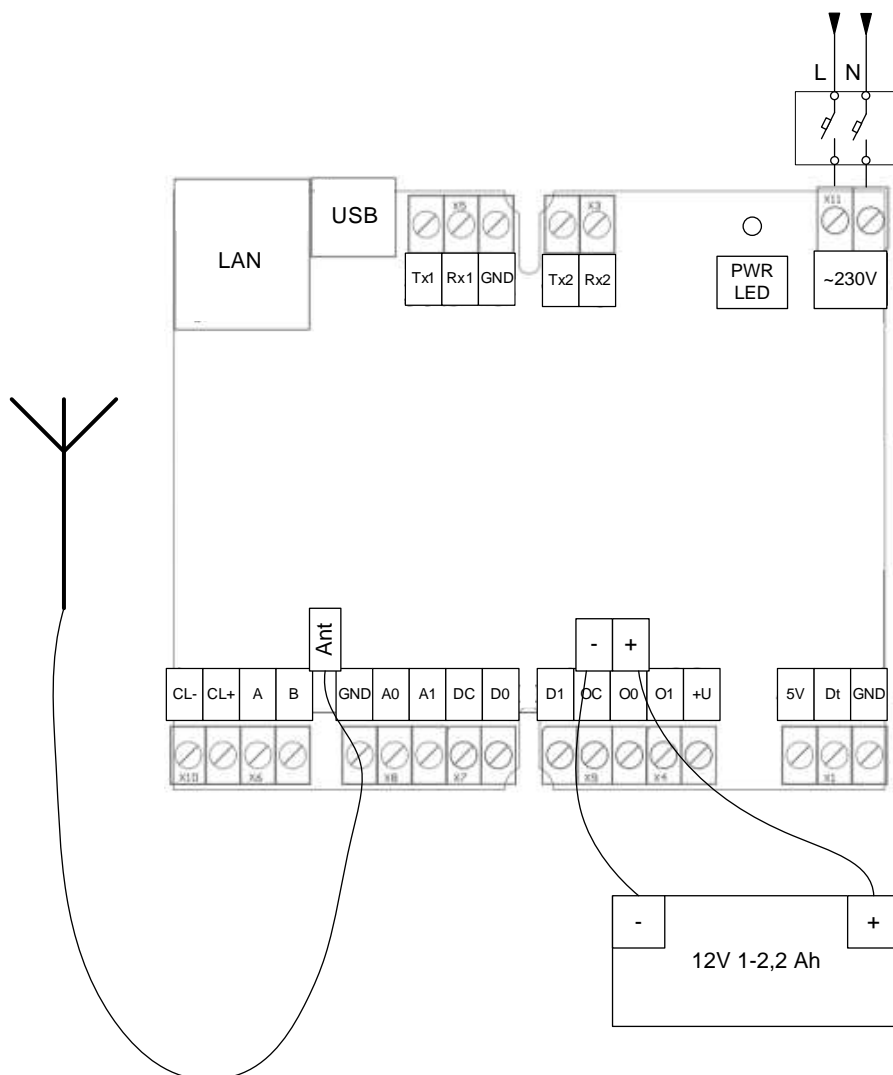 L N
X11
LAN
USB
X5
X3
Tx1 Rx1 GND
Tx2 Rx2
PWR
LED
~230V
Ant
- +
CL- CL+ A B GND A0 A1 DC D0 D1 OC O0 O1 +U 5V Dt GND
X10 X6 X8 X7 X9 X4 X1
- +
12V 1-2,2 Ah